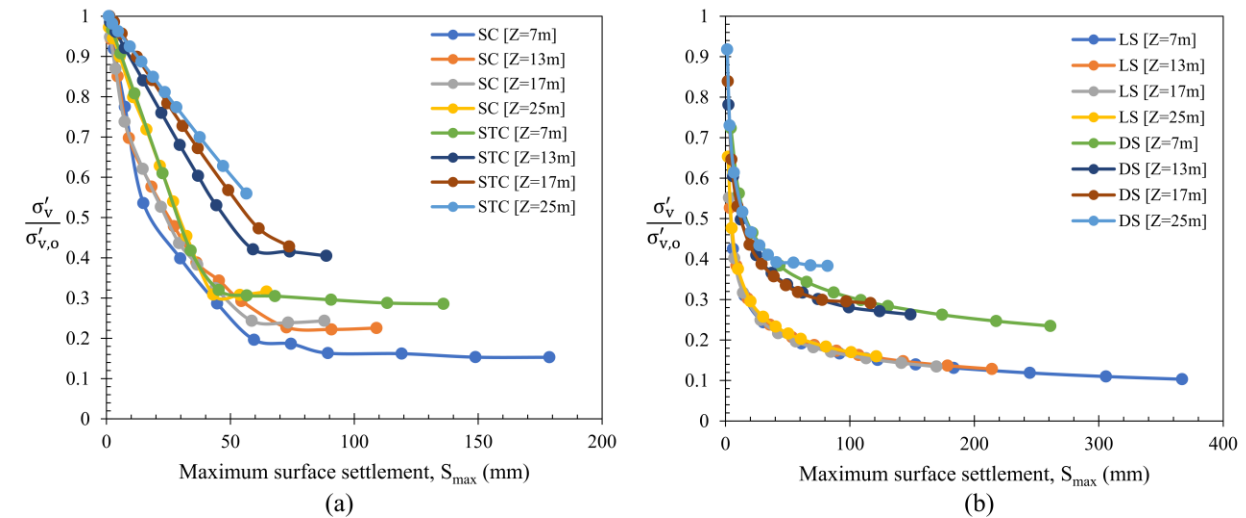 1
0.9
0.8
0.7
0.6
0.5
0.4
0.3
0.2
0.1
0
σ′v
σ′v,o
0 50 100 150 200
Maximum surface settlement, Smax (mm)
(a)
SC [Z=7m]
SC [Z=13m]
SC [Z=17m]
SC [Z=25m]
STC [Z=7m]
STC [Z=13m]
STC [Z=17m]
STC [Z=25m]
1
0.9
0.8
0.7
0.6
0.5
0.4
0.3
0.2
0.1
0
σ′v
σ′v,o
0 100 200 300 400
Maximum surface settlement, Smax (mm)
(b)
LS [Z=7m]
LS [Z=13m]
LS [Z=17m]
LS [Z=25m]
DS [Z=7m]
DS [Z=13m]
DS [Z=17m]
DS [Z=25m]